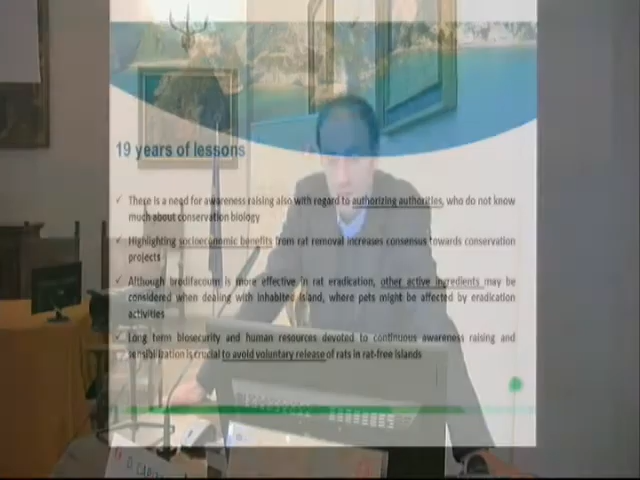 19 years of lessons
✓ There is a need for awareness raising also with regard to authorizing authorities, who do not know
much about conservation biology
✓ Highlighting socioeconomic benefits from rat removal increases consensus towards conservation
projects
✓ Although brodifacoum is more effective in rat eradication, other active ingredients may be
considered when dealing with inhabited island, where pets might be affected by eradication
activities
✓ Long term biosecurity and human resources devoted to continuous awareness raising and
sensibilization is crucial to avoid voluntary release of rats in rat-free islands